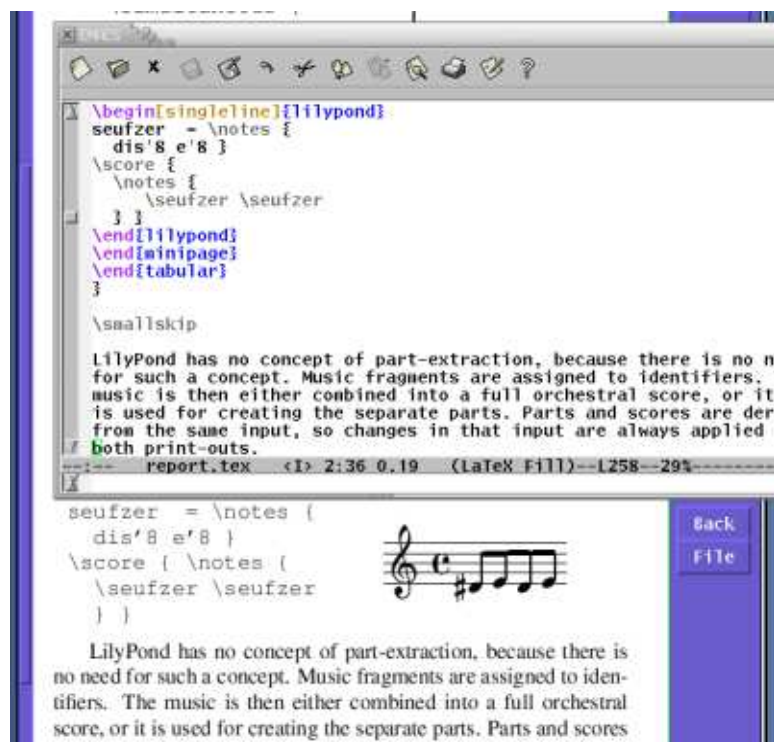 \begin[singleline]{lilypond}
seufzer = \notes {
dis'8 e'8 }
\score {
\notes {
\seufzer \seufzer
} }
\end{lilypond}
\end{minipage}
\end{tabular}
}
\smallskip
LilyPond has no concept of part-extraction, because there is no n
for such a concept. Music fragments are assigned to identifiers.
music is then either combined into a full orchestral score, or it
is used for creating the separate parts. Parts and scores are der
from the same input, so changes in that input are always applied
both print-outs.
--:-- report.tex <I> 2:36 0.19 (LaTeX Fill)--L258--29%--------
seufzer = \notes {
dis'8 e'8 }
\score { \notes {
\seufzer \seufzer
} }
Back
File
LilyPond has no concept of part-extraction, because there is
no need for such a concept. Music fragments are assigned to iden-
tifiers. The music is then either combined into a full orchestral
score, or it is used for creating the separate parts. Parts and scores